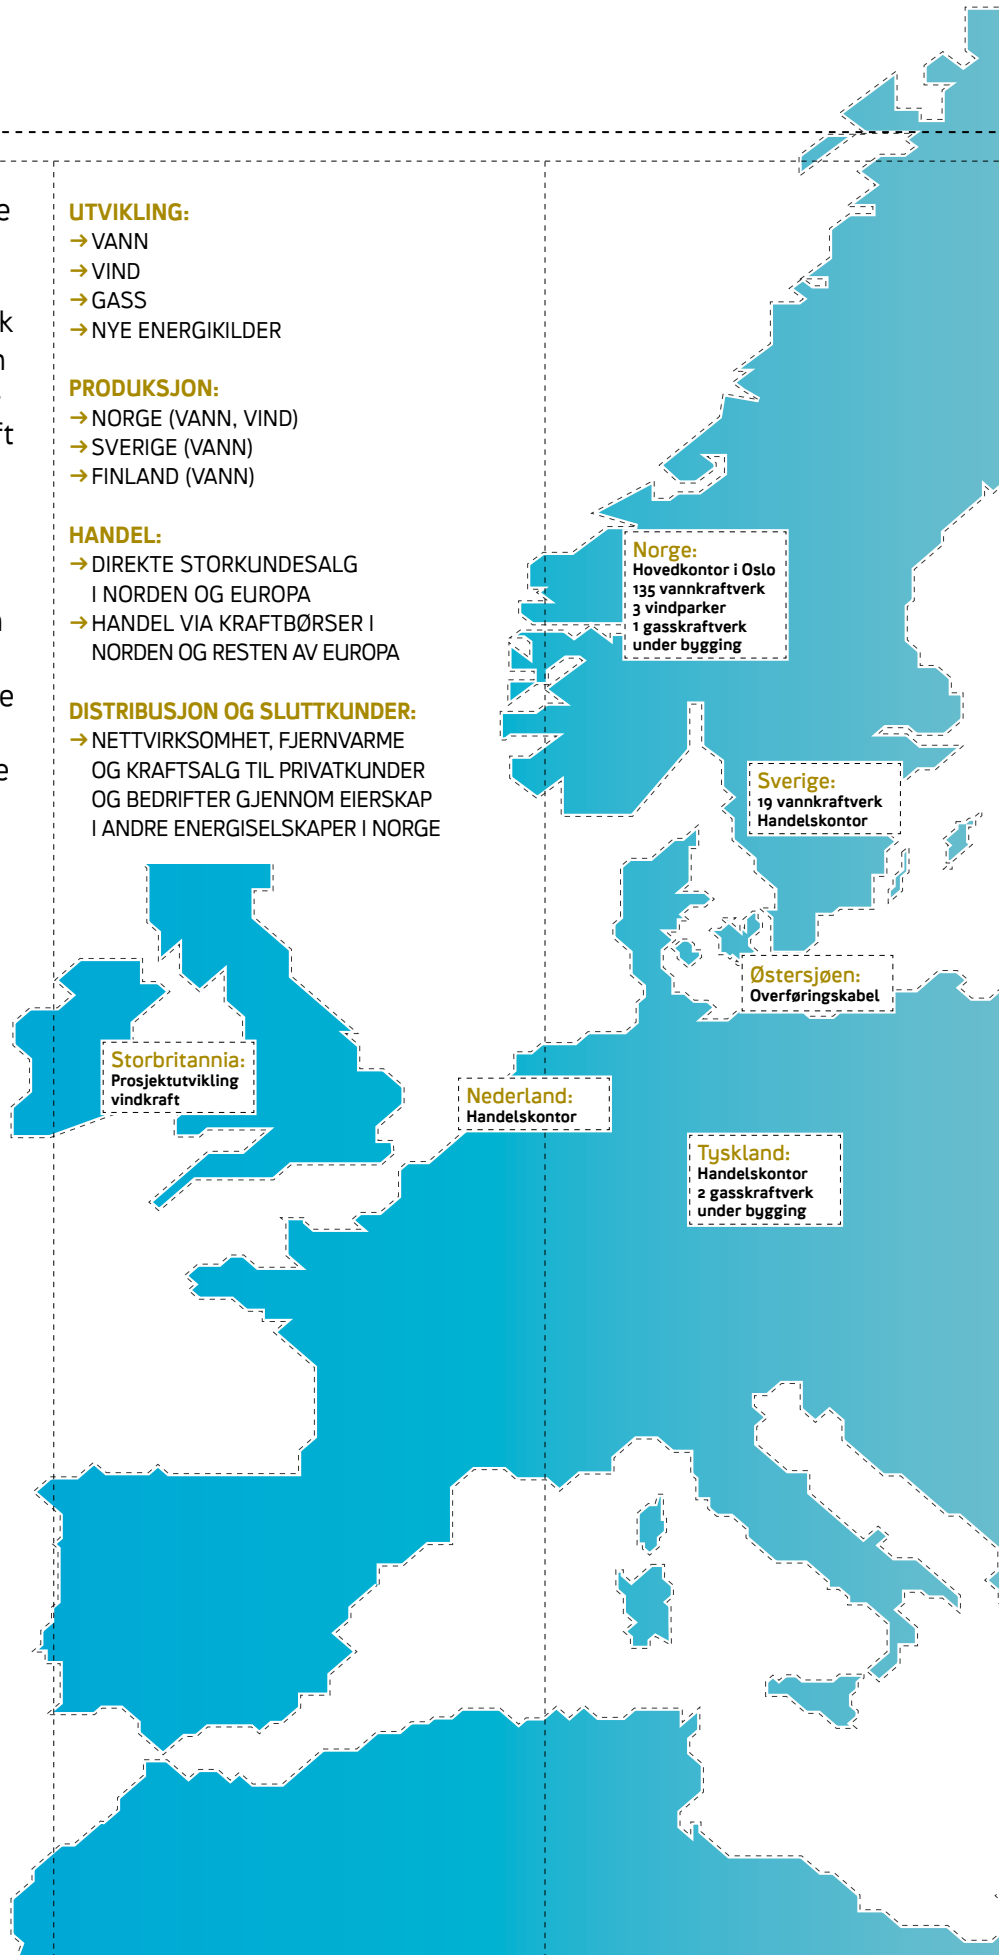 UTVIKLING:
→ VANN
→ VIND
→ GASS
→ NYE ENERGIKILDER
PRODUKSJON:
→ NORGE (VANN, VIND)
→ SVERIGE (VANN)
→ FINLAND (VANN)
HANDEL:
→ DIREKTE STORKUNDESALG
I NORDEN OG EUROPA
→ HANDEL VIA KRAFTBØRSER I
NORDEN OG RESTEN AV EUROPA
DISTRIBUSJON OG SLUTTKUNDER:
→ NETTVIRKSOMHET, FJERNVARME
OG KRAFTSALG TIL PRIVATKUNDER
OG BEDRIFTER GJENNOM EIERSKAP
I ANDRE ENERGISELSKAPER I NORGE
Norge:
Hovedkontor i Oslo
135 vannkraftverk
3 vindparker
1 gasskraftverk
under bygging
Sverige:
19 vannkraftverk
Handelskontor
Østersjøen:
Overføringskabel
Storbritannia:
Prosjektutvikling
vindkraft
Nederland:
Handelskontor
Tyskland:
Handelskontor
2 gasskraftverk
under bygging